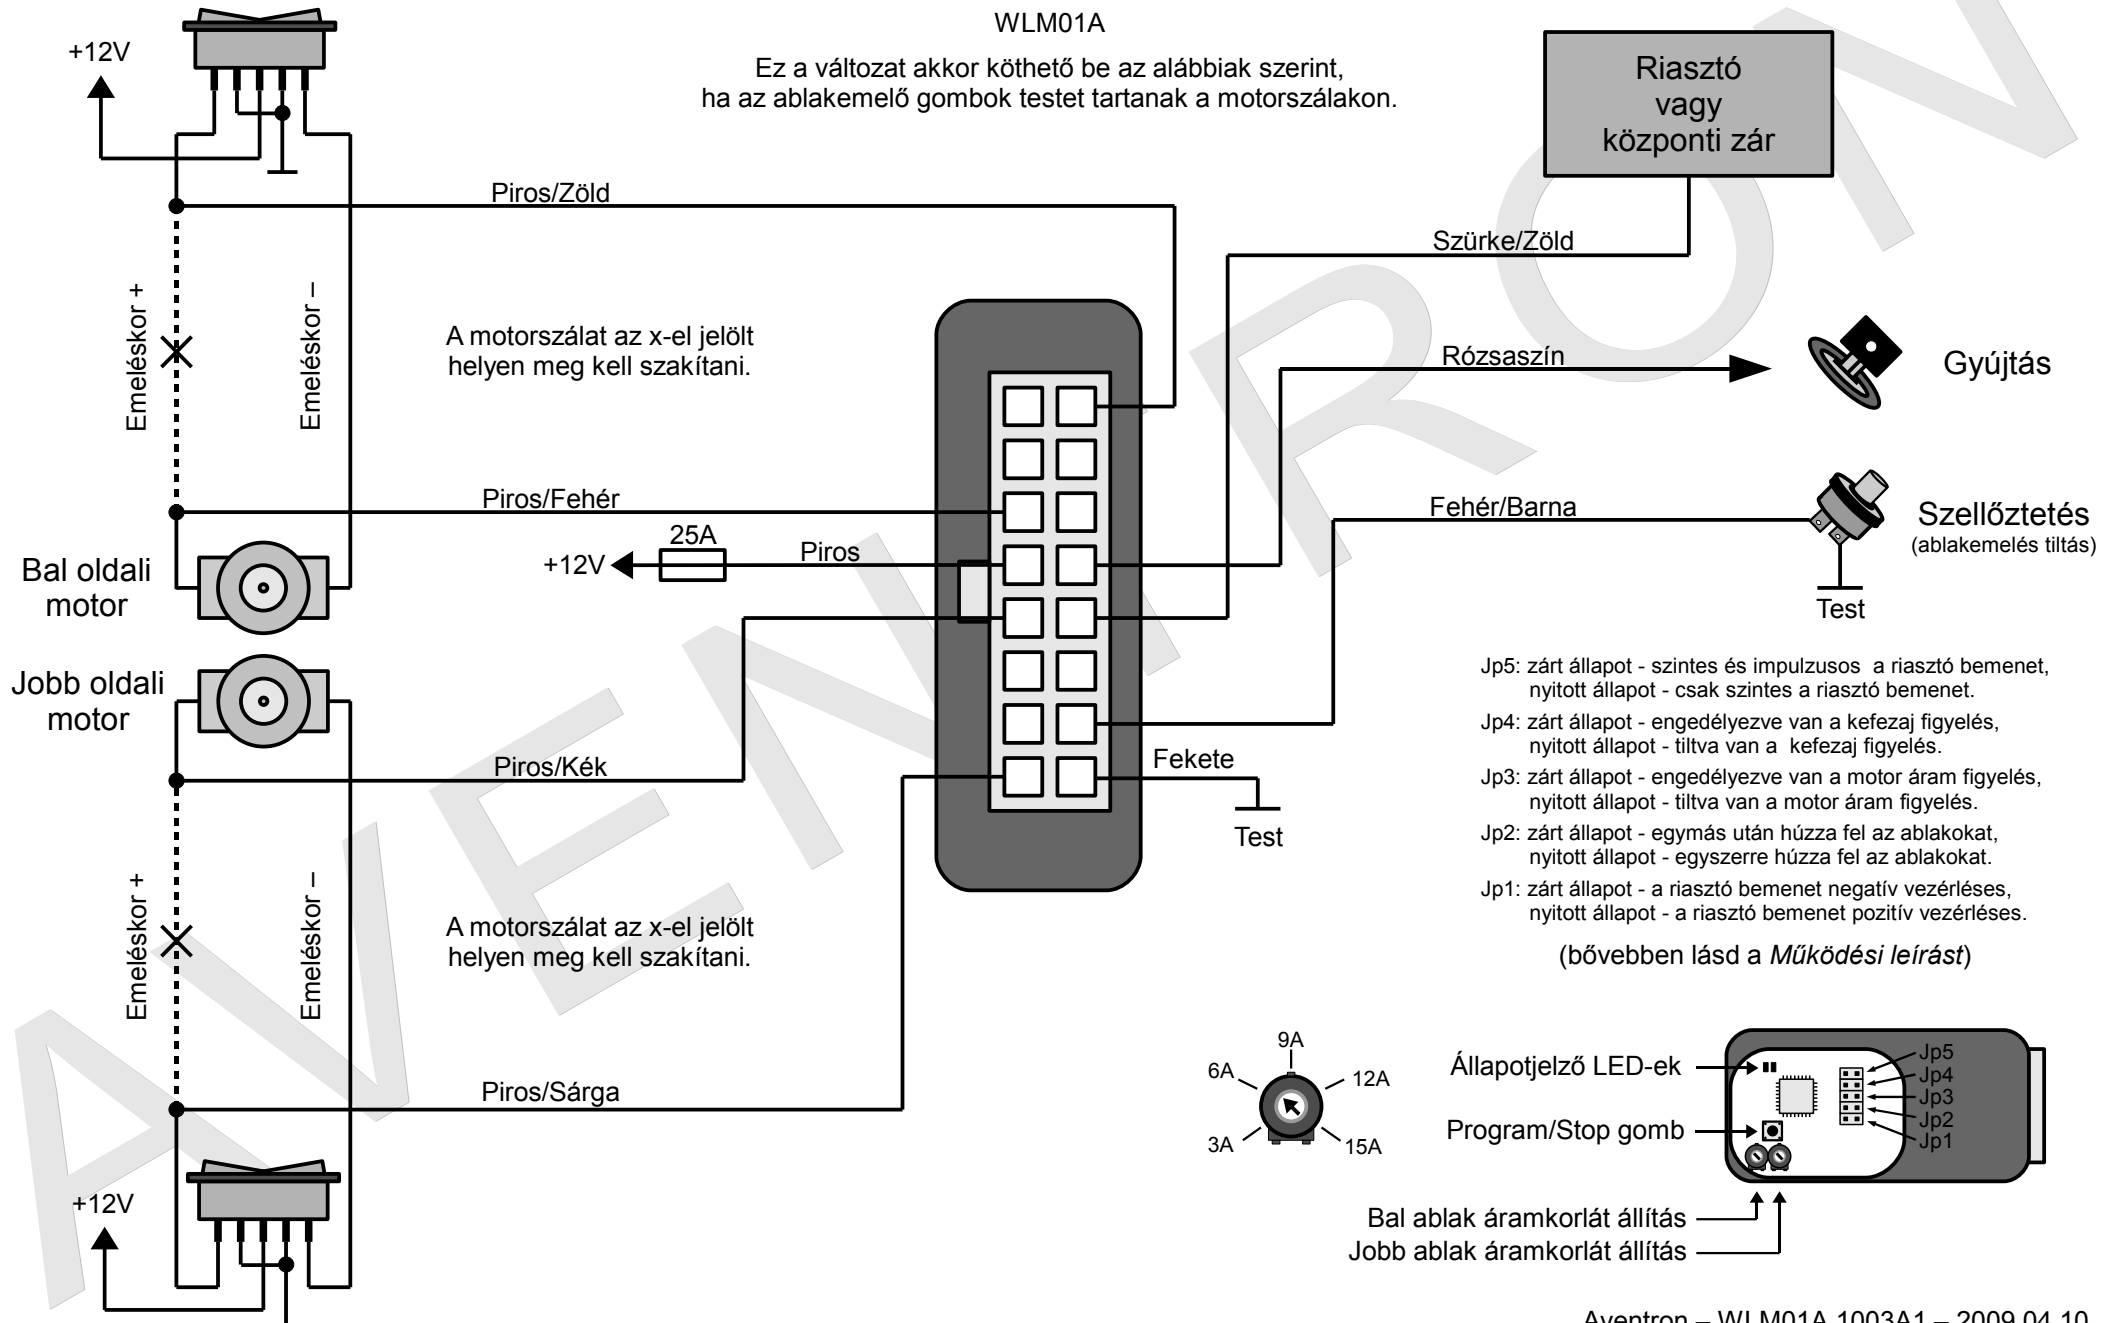 WLM01A
Ez a változat akkor köthető be az alábbiak szerint,
ha az ablakemelő gombok testet tartanak a motorszálakon.
+12V
Riasztó
vagy
központi zár
Piros/Zöld
Szürke/Zöld
Emeléskor +
Emeléskor –
A motorszálat az x-el jelölt
helyen meg kell szakítani.
Rózsaszín
Gyújtás
Piros/Fehér
Fehér/Barna
Szellőztetés
(ablakemelés tiltás)
25A
+12V
Piros
Bal oldali
motor
Test
Jobb oldali
motor
Jp5: zárt állapot - szintes és impulzusos a riasztó bemenet,
nyitott állapot - csak szintes a riasztó bemenet.
Jp4: zárt állapot - engedélyezve van a kefezaj figyelés,
nyitott állapot - tiltva van a kefezaj figyelés.
Jp3: zárt állapot - engedélyezve van a motor áram figyelés,
nyitott állapot - tiltva van a motor áram figyelés.
Jp2: zárt állapot - egymás után húzza fel az ablakokat,
nyitott állapot - egyszerre húzza fel az ablakokat.
Jp1: zárt állapot - a riasztó bemenet negatív vezérléses,
nyitott állapot - a riasztó bemenet pozitív vezérléses.
(bővebben lásd a Működési leírást)
Piros/Kék
Fekete
Test
Emeléskor +
Emeléskor –
A motorszálat az x-el jelölt
helyen meg kell szakítani.
Piros/Sárga
+12V
3A
6A
9A
12A
15A
Állapotjelző LED-ek
Program/Stop gomb
Jp5
Jp4
Jp3
Jp2
Jp1
Bal ablak áramkorlát állítás
Jobb ablak áramkorlát állítás
Aventron – WLM01A 1003A1 – 2009.04.10.
AVENTRON